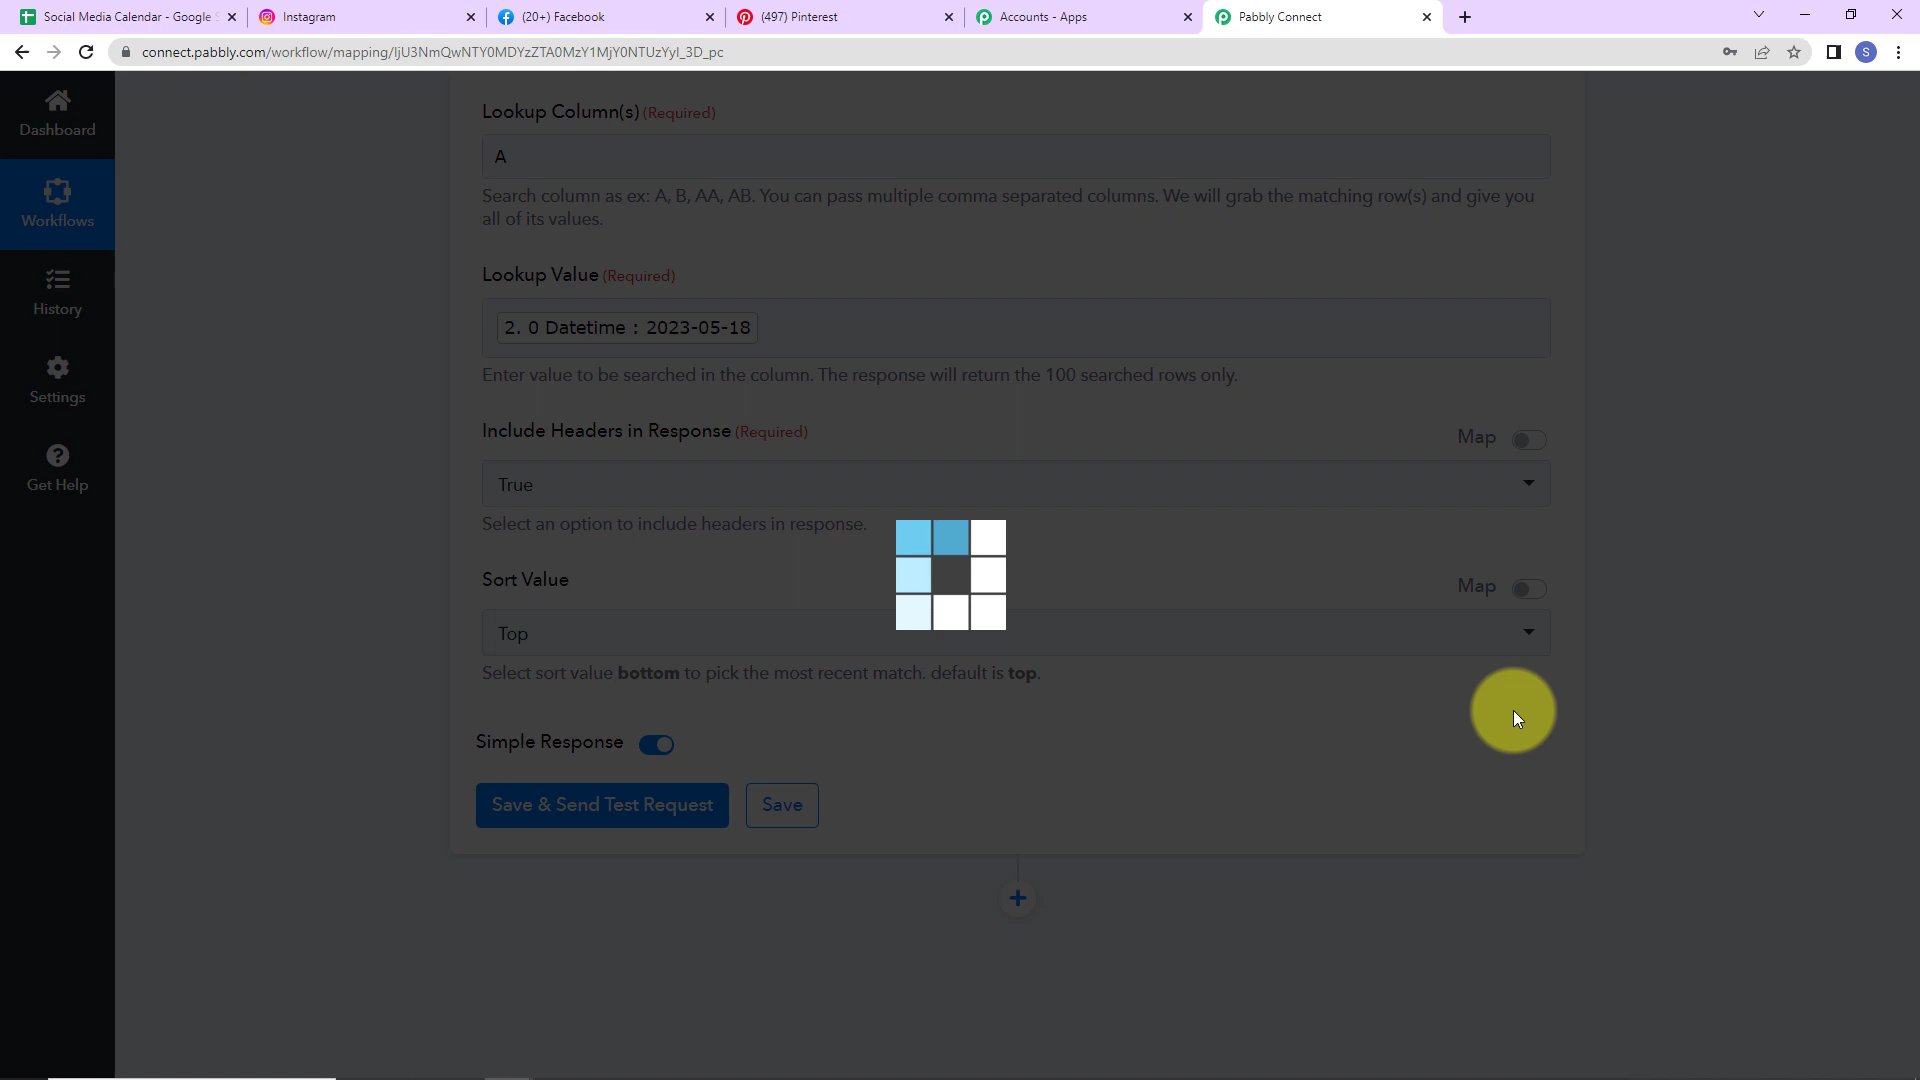 Social Media Calendar - Google S
Instagram
(20+) Facebook
(497) Pinterest
Accounts - Apps
Pabbly Connect
connect.pabbly.com/workflow/mapping/IjU3NmQwNTY0MDYzZTA0MzY1MjY0NTUzYyI_3D_pc
S
Dashboard
Workflows
History
Settings
Get Help
Lookup Column(s) (Required)
A
Search column as ex: A, B, AA, AB. You can pass multiple comma separated columns. We will grab the matching row(s) and give you
all of its values.
Lookup Value (Required)
2. 0 Datetime : 2023-05-18
Enter value to be searched in the column. The response will return the 100 searched rows only.
Include Headers in Response (Required)
Map
True
Select an option to include headers in response.
Sort Value
Map
Top
Select sort value bottom to pick the most recent match. default is top.
Simple Response
Save & Send Test Request
Save